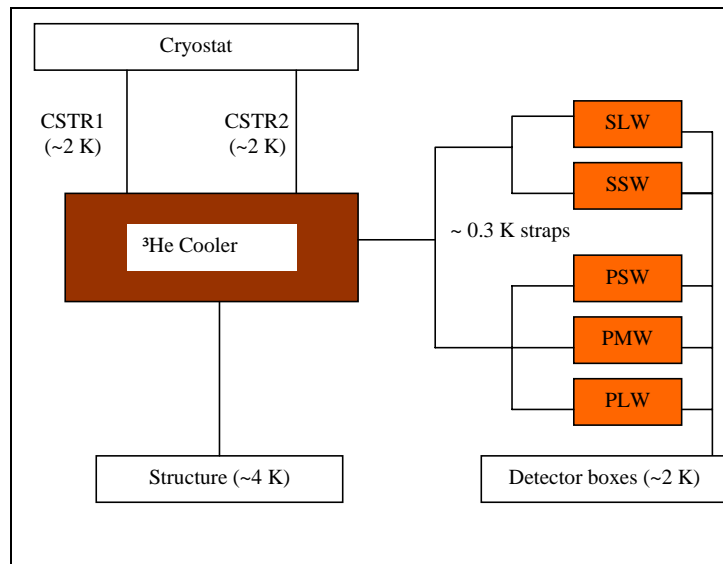 Cryostat
CSTR1
(~2 K)
CSTR2
(~2 K)
SLW
SSW
³He Cooler
~ 0.3 K straps
PSW
PMW
PLW
Structure (~4 K)
Detector boxes (~2 K)